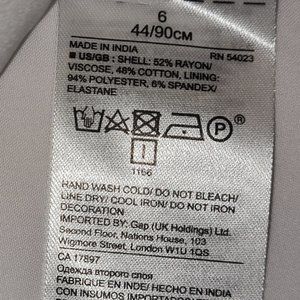 6
44/90CM
MADE IN INDIA RN 54023
■ US/GB: SHELL: 52% RAYON/
VISCOSE, 48% COTTON, LINING:
94% POLYESTER, 6% SPANDEX/
ELASTANE
P ®
I
1156
HAND WASH COLD/ DO NOT BLEACH/
LINE DRY/ COOL IRON/ DO NOT IRON
DECORATION
IMPORTED BY: Gap (UK Holdings) Ltd.
Second Floor, Nations House, 103
Wigmore Street, London W1U 1QS
CA 17897
Одежда второго слоя
FABRIQUE EN INDE/ HECHO EN INDIA
CON INSUMOS IMPORTADOS